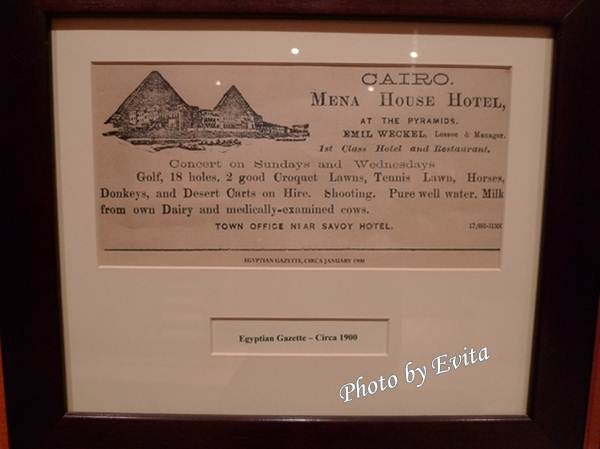 CAIRO.
MENA HOUSE HOTEL,
AT THE PYRAMIDS.
EMIL WECKEL. Lessee & Manager.
1st Class Hotel and Restaurant.
Concert on Sundays and Wednesdays
Golf, 18 holes. 2 good Croquet Lawns, Tennis Lawn, Horses,
Donkeys, and Desert Carts on Hire. Shooting. Pure well water. Milk
from own Dairy and medically-examined cows.
TOWN OFFICE NEAR SAVOY HOTEL.
EGYPTIAN GAZETTE, CIRCA JANUARY 1900
Egyptian Gazette – Circa 1900
Photo by Evita